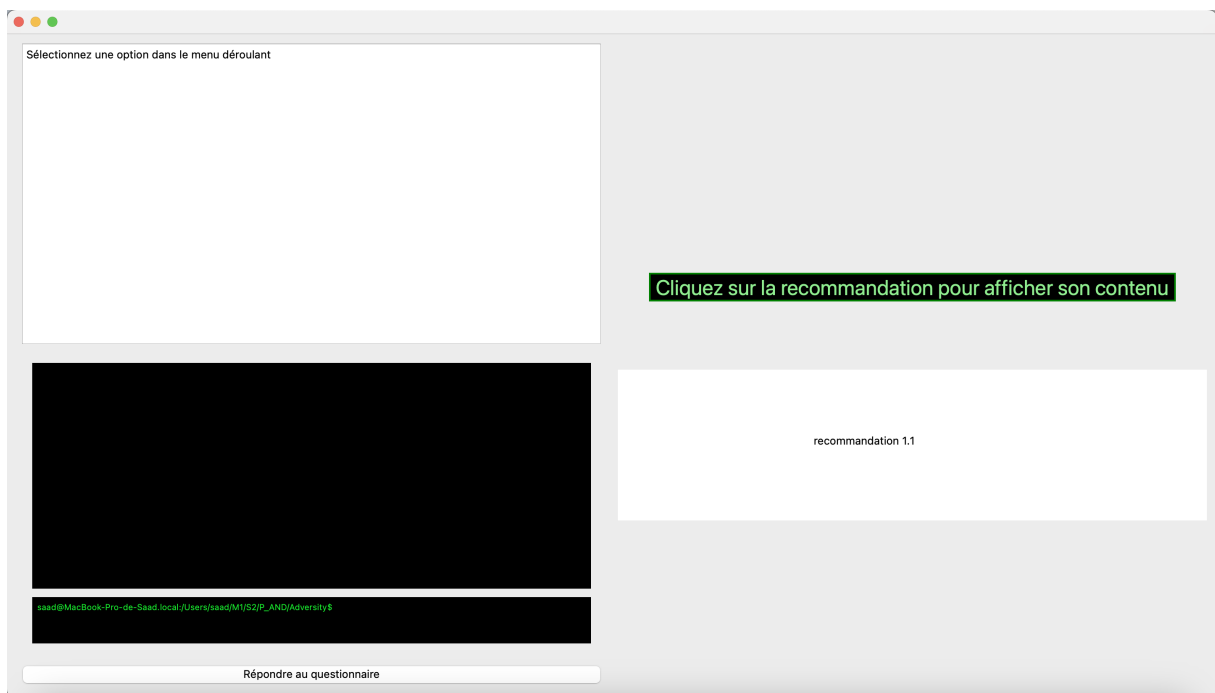 Sélectionnez une option dans le menu déroulant
Cliquez sur la recommandation pour afficher son contenu
recommandation 1.1
saad@MacBook-Pro-de-Saad.local:/Users/saad/M1/S2/P_AND/Adversity$
Répondre au questionnaire